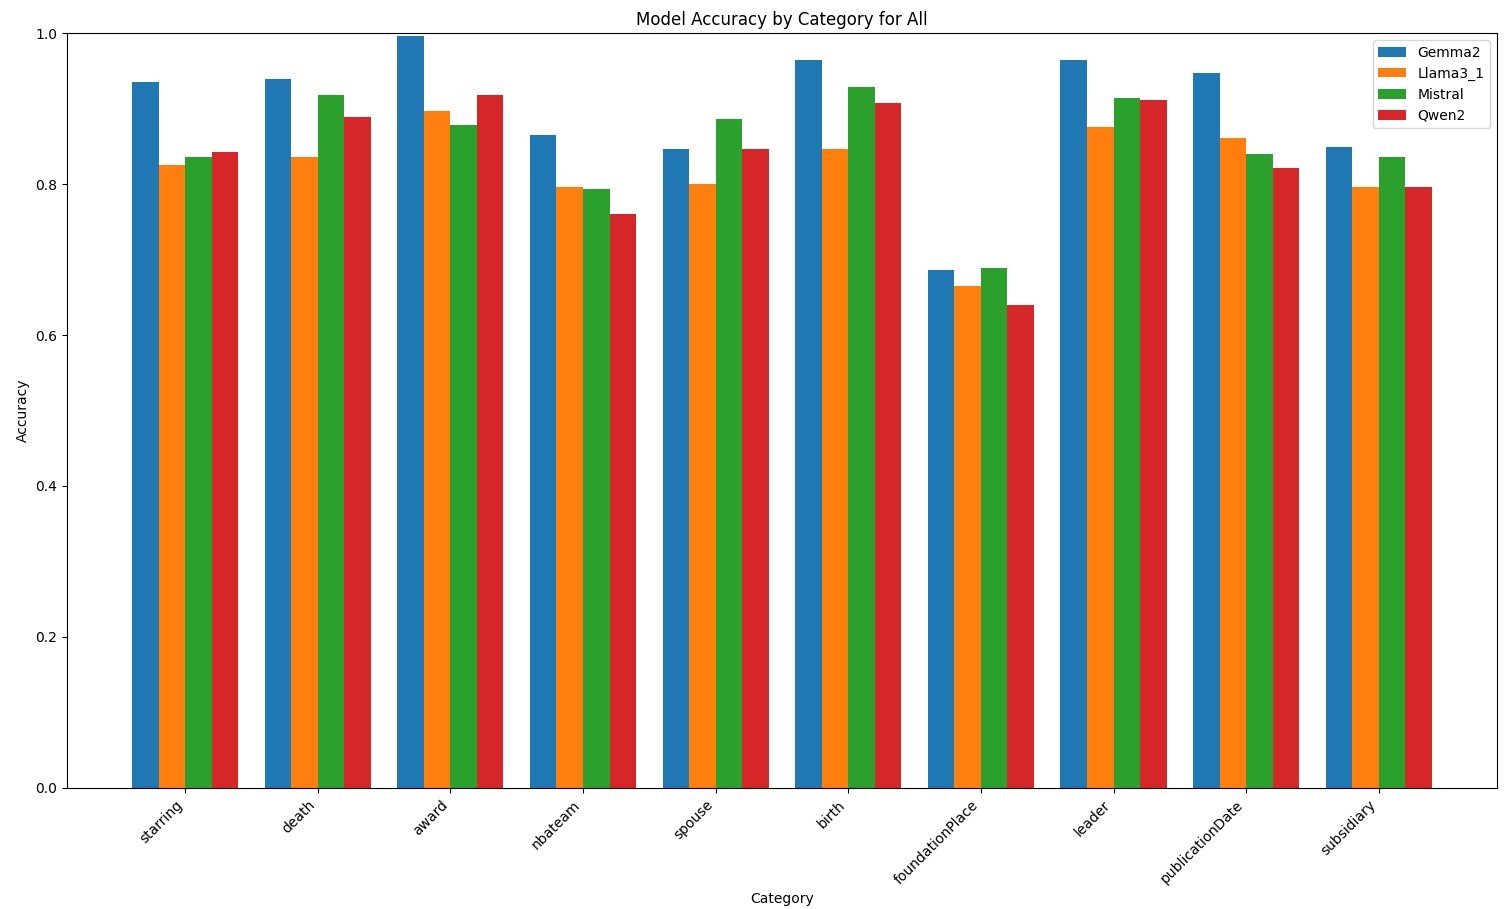 Model Accuracy by Category for All
Gemma2
Llama3_1
Mistral
Qwen2
Accuracy
1.0
0.8
0.6
0.4
0.2
0.0
starring
death
award
nbateam
spouse
birth
foundationPlace
leader
publicationDate
subsidiary
Category